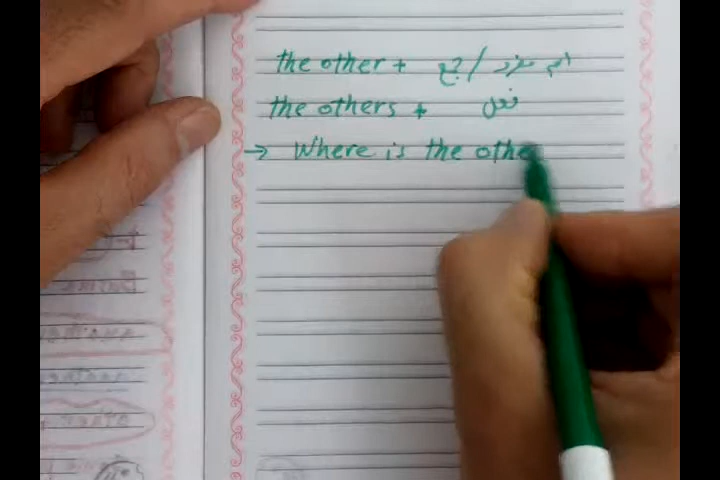 the other + اسم مفرد / جمع
the others + فعل
→ Where is the othe